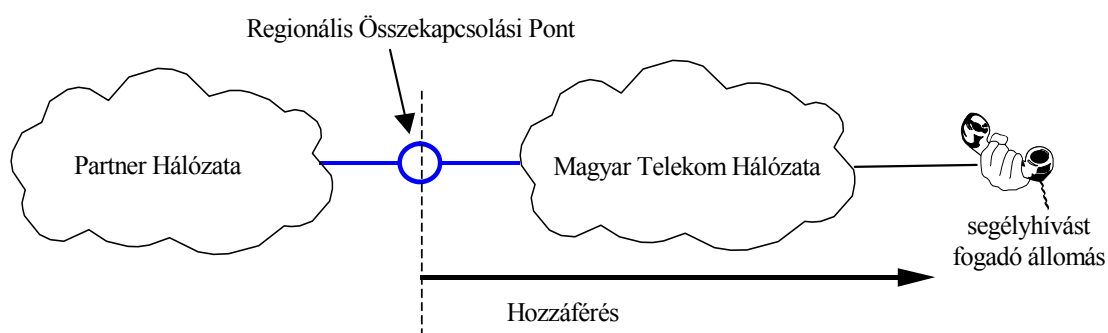 Regionális Összekapcsolási Pont
Partner Hálózata
Magyar Telekom Hálózata
segélyhívást
fogadó állomás
Hozzáférés